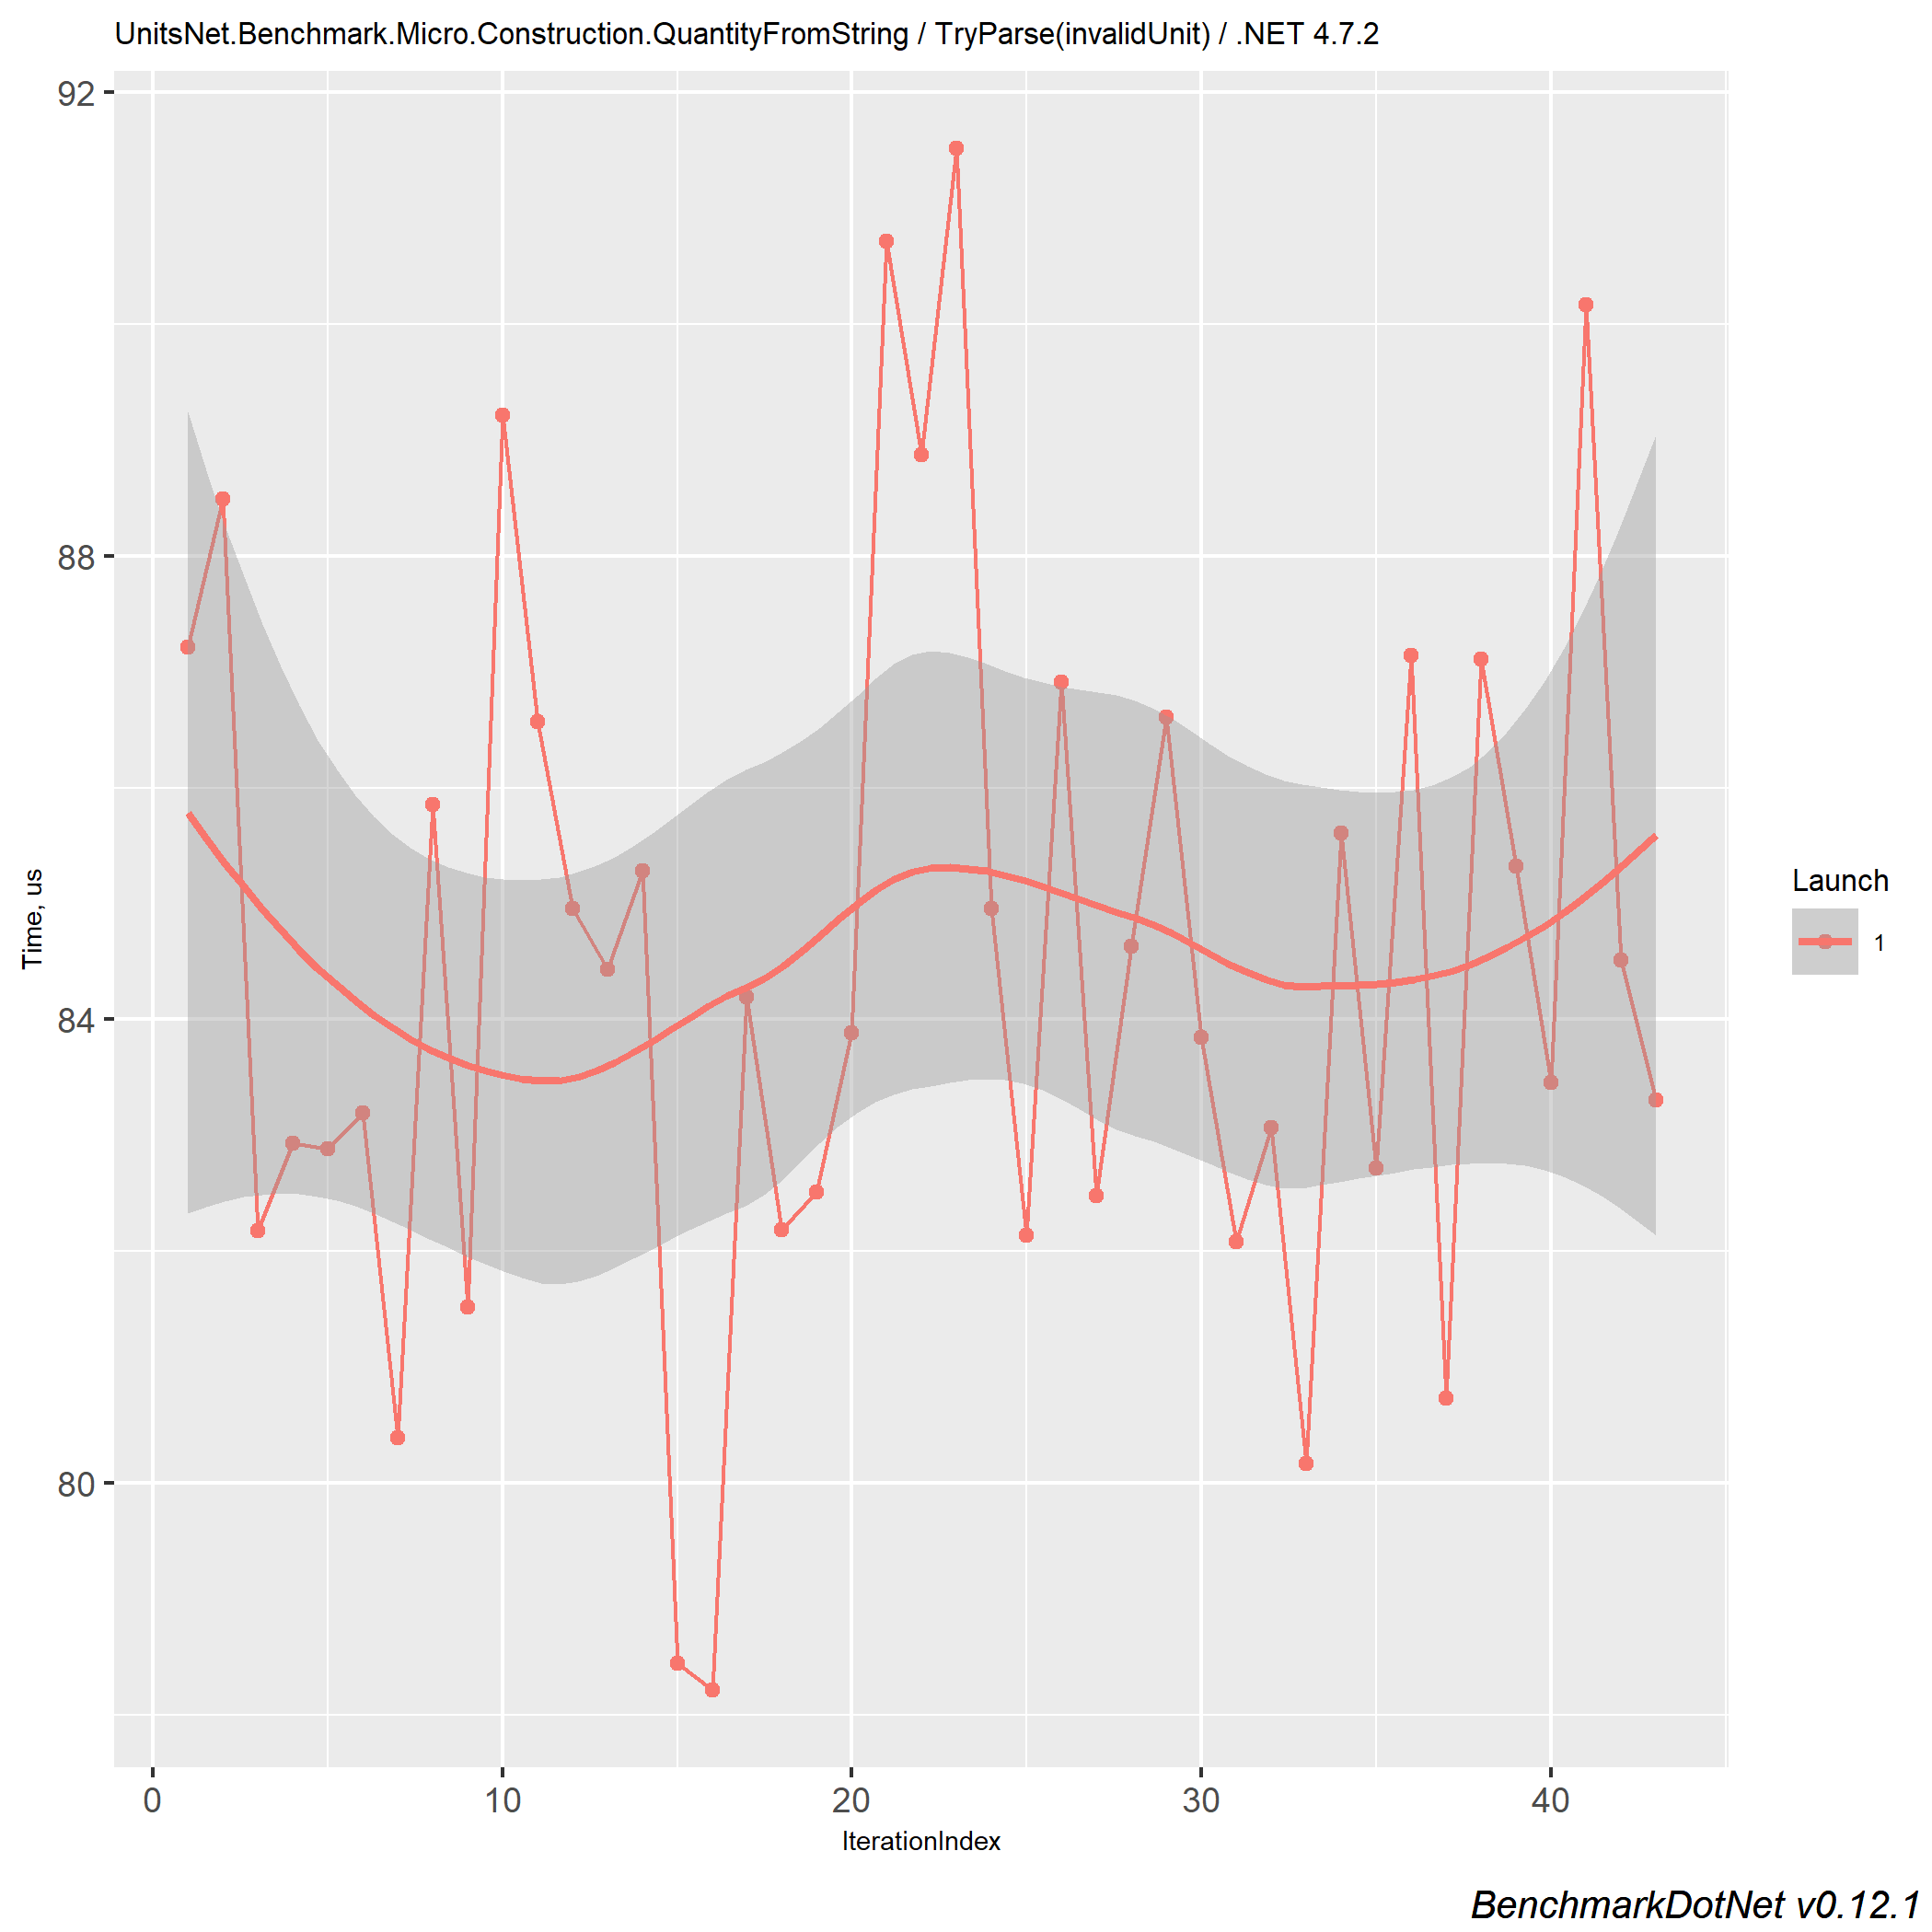 UnitsNet.Benchmark.Micro.Construction.QuantityFromString / TryParse(invalidUnit) / .NET 4.7.2
92
88
84
80
Time, us
0 10 20 30 40
IterationIndex
Launch
1
BenchmarkDotNet v0.12.1